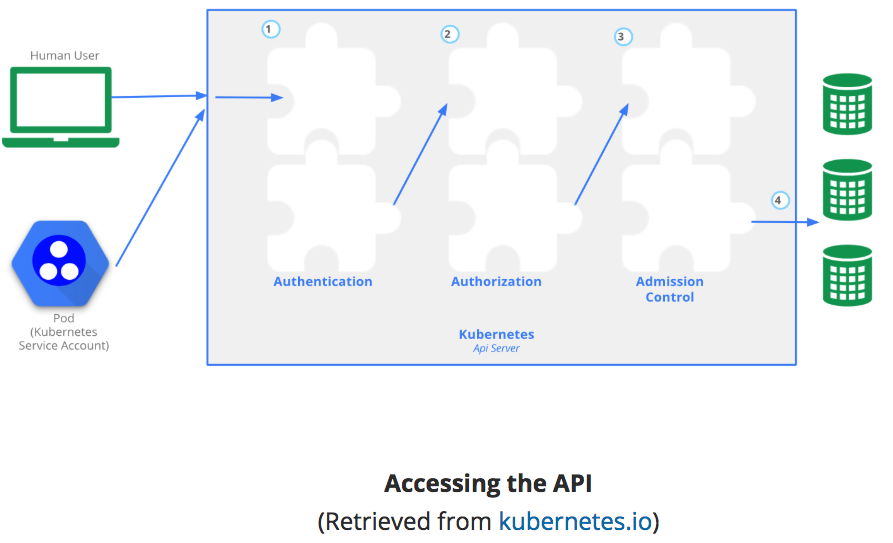 Human User
Pod
(Kubernetes
Service Account)
1
2
3
4
Authentication
Authorization
Admission
Control
Kubernetes
Api Server
Accessing the API
(Retrieved from kubernetes.io)